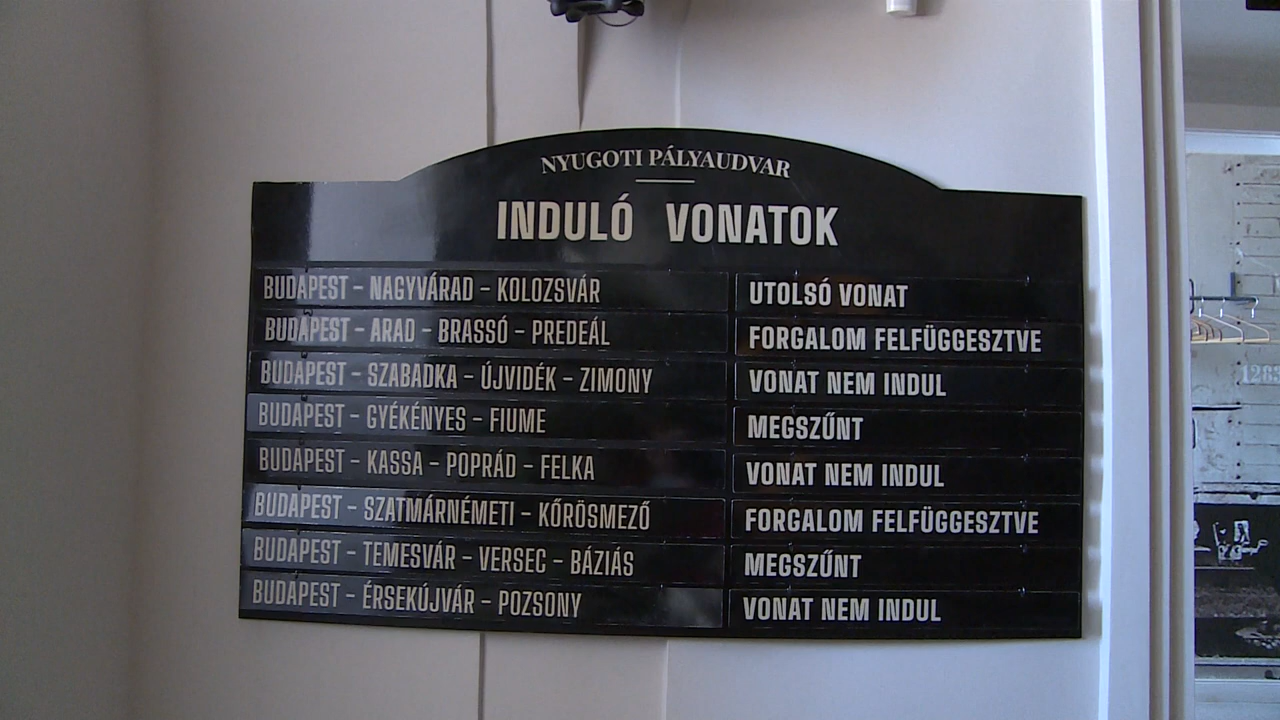 NYUGOTI PÁLYAUDVAR
INDULÓ VONATOK
BUDAPEST – NAGYVÁRAD – KOLOZSVÁR UTOLSÓ VONAT
BUDAPEST – ARAD – BRASSÓ – PREDEÁL FORGALOM FELFÜGGESZTVE
BUDAPEST – SZABADKA – ÚJVIDÉK – ZIMONY VONAT NEM INDUL
BUDAPEST – GYÉKÉNYES – FIUME MEGSZŰNT
BUDAPEST – KASSA – POPRÁD – FELKA VONAT NEM INDUL
BUDAPEST – SZATMÁRNÉMETI – KŐRÖSMEZŐ FORGALOM FELFÜGGESZTVE
BUDAPEST – TEMESVÁR – VERSEC – BÁZIÁS MEGSZŰNT
BUDAPEST – ÉRSEKÚJVÁR – POZSONY VONAT NEM INDUL